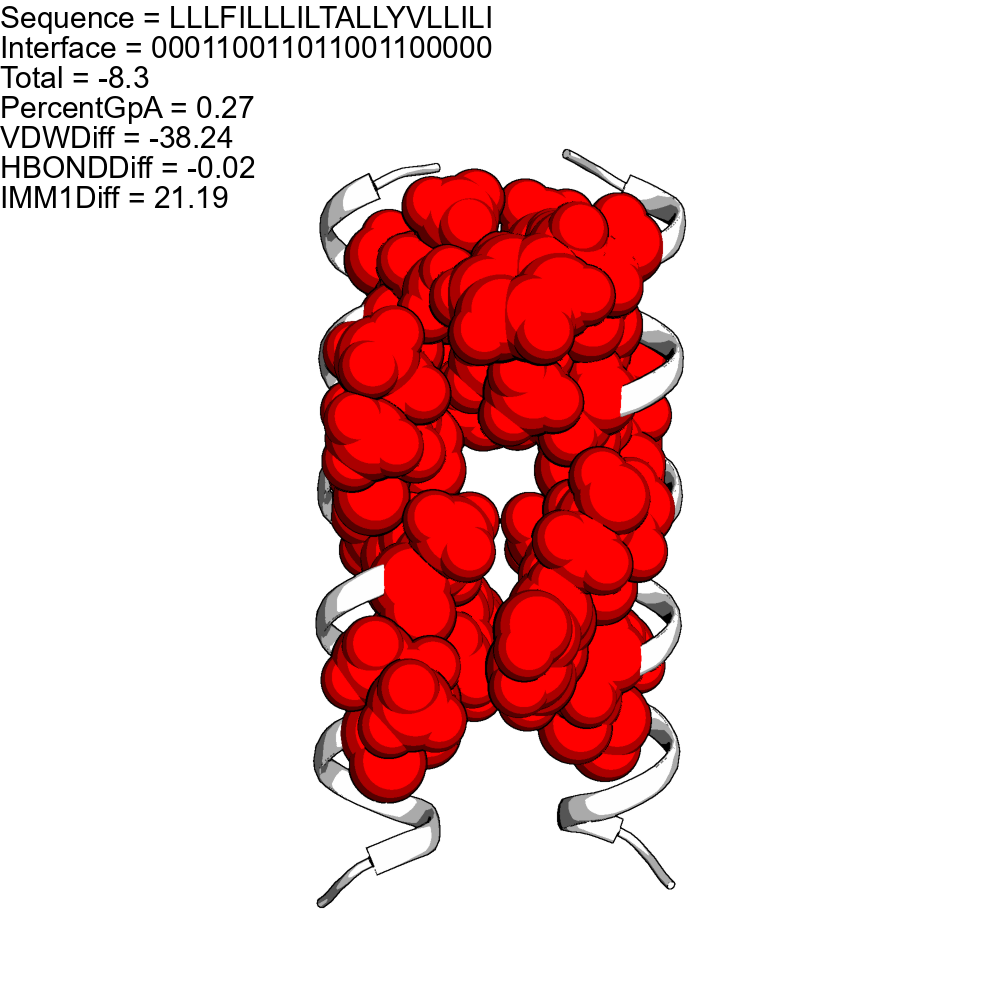 Sequence = LLLFILLLILTALLYVLLILI
Interface = 000110011011001100000
Total = -8.3
PercentGpA = 0.27
VDWDiff = -38.24
HBONDDiff = -0.02
IMM1Diff = 21.19